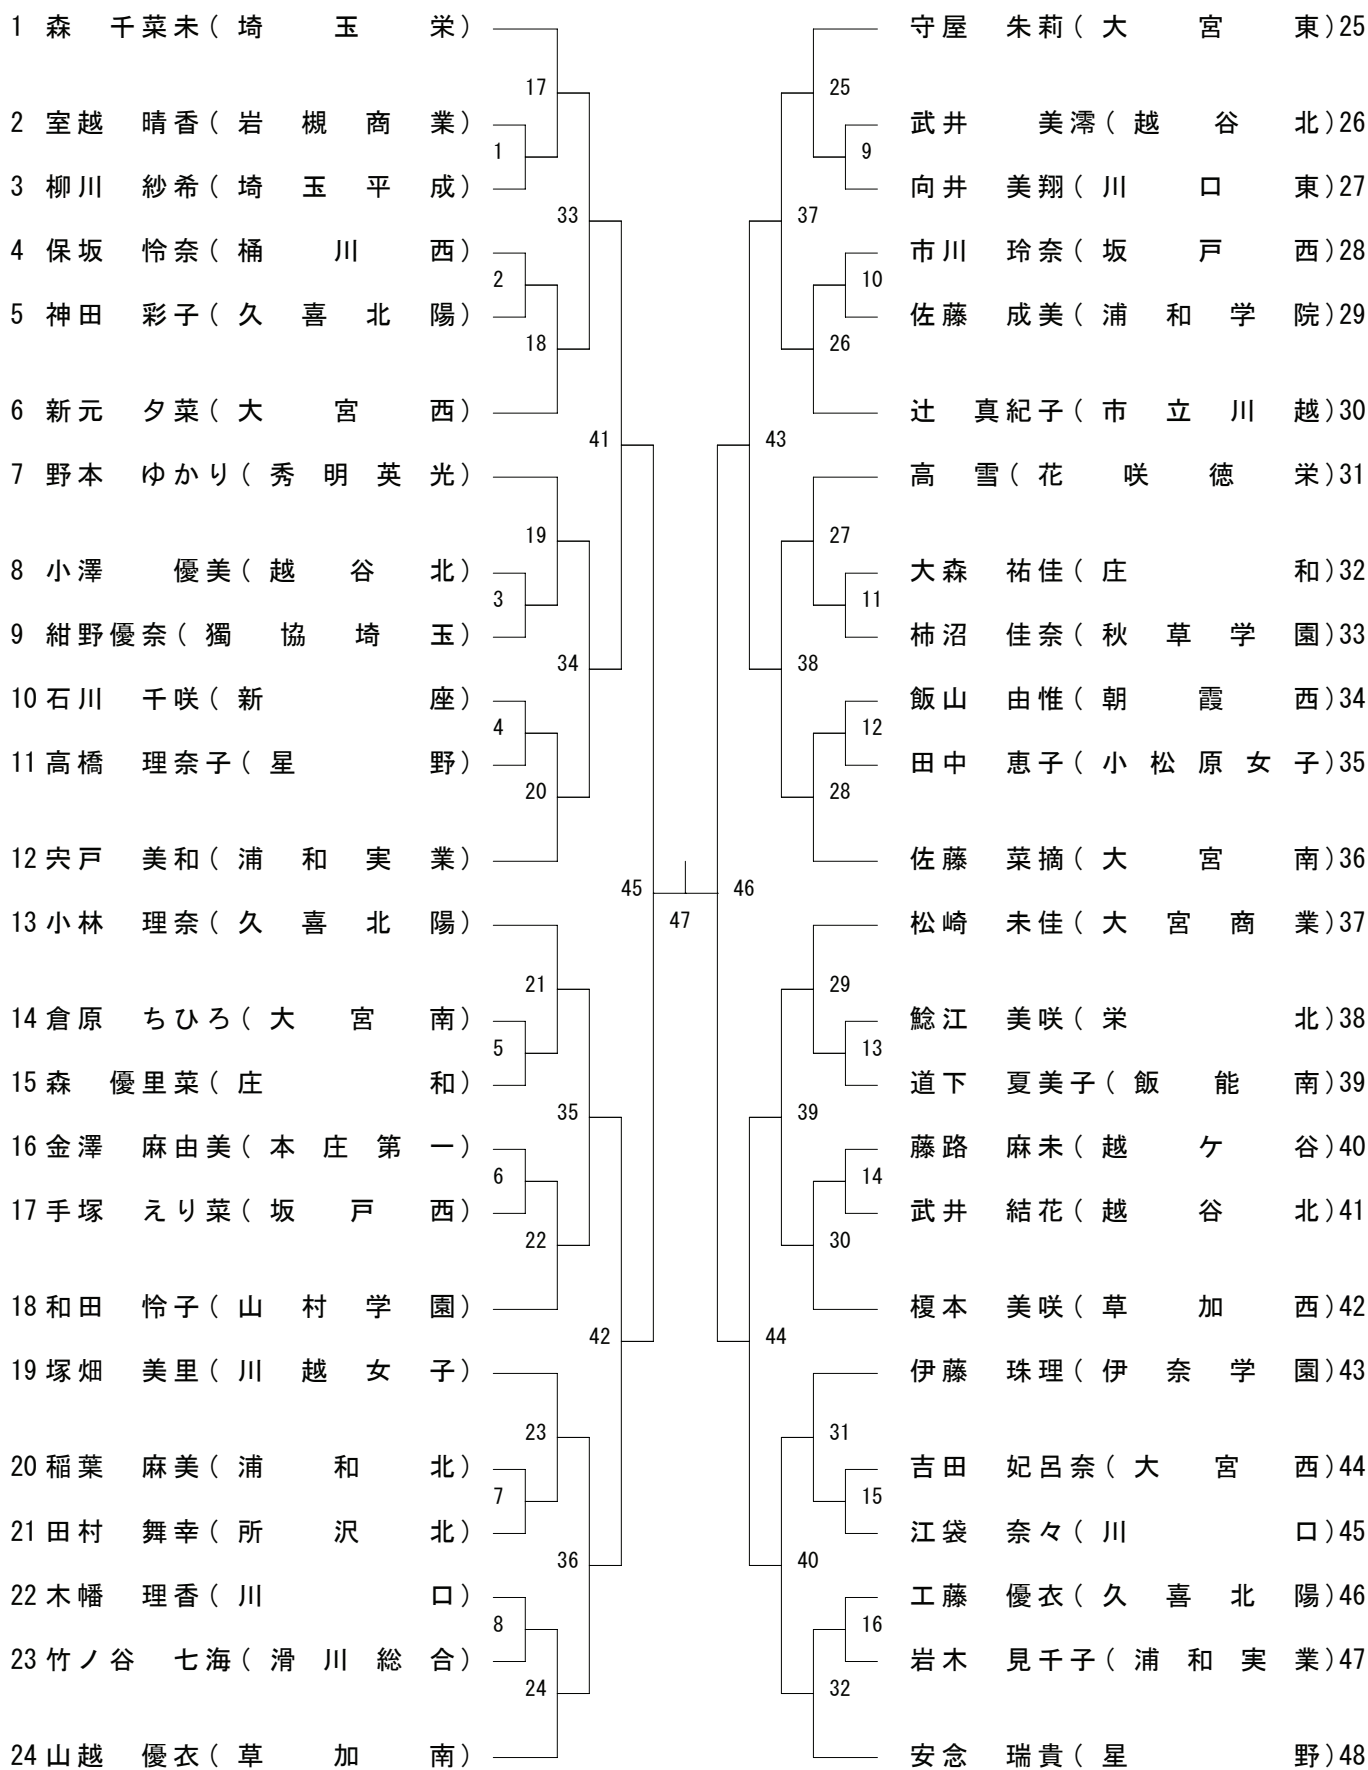 1 森 千菜未(埼玉栄)
2 室越 晴香(岩槻商業)
3 柳川 紗希(埼玉平成)
4 保坂 怜奈(桶川西)
5 神田 彩子(久喜北陽)
6 新元 夕菜(大宮西)
7 野本 ゆかり(秀明英光)
8 小澤 優美(越谷北)
9 紺野優奈(獨協埼玉)
10 石川 千咲(新座)
11 高橋 理奈子(星野)
12 宍戸 美和(浦和実業)
13 小林 理奈(久喜北陽)
14 倉原 ちひろ(大宮南)
15 森 優里菜(庄和)
16 金澤 麻由美(本庄第一)
17 手塚 えり菜(坂戸西)
18 和田 怜子(山村学園)
19 塚畑 美里(川越女子)
20 稲葉 麻美(浦和北)
21 田村 舞幸(所沢北)
22 木幡 理香(川口)
23 竹ノ谷 七海(滑川総合)
24 山越 優衣(草加南)
17
1
33
2
18
41
19
3
34
4
20
45
21
5
35
6
22
42
23
7
36
8
24
47
25
9
37
10
26
43
27
11
38
12
28
46
29
13
39
14
30
44
31
15
40
16
32
守屋 朱莉(大宮東)25
武井 美澪(越谷北)26
向井 美翔(川口東)27
市川 玲奈(坂戸西)28
佐藤 成美(浦和学院)29
辻 真紀子(市立川越)30
高 雪(花咲徳栄)31
大森 祐佳(庄和)32
柿沼 佳奈(秋草学園)33
飯山 由惟(朝霞西)34
田中 恵子(小松原女子)35
佐藤 菜摘(大宮南)36
松崎 未佳(大宮商業)37
鯰江 美咲(栄北)38
道下 夏美子(飯能南)39
藤路 麻未(越ケ谷)40
武井 結花(越谷北)41
榎本 美咲(草加西)42
伊藤 珠理(伊奈学園)43
吉田 妃呂奈(大宮西)44
江袋 奈々(川口)45
工藤 優衣(久喜北陽)46
岩木 見千子(浦和実業)47
安念 瑞貴(星野)48